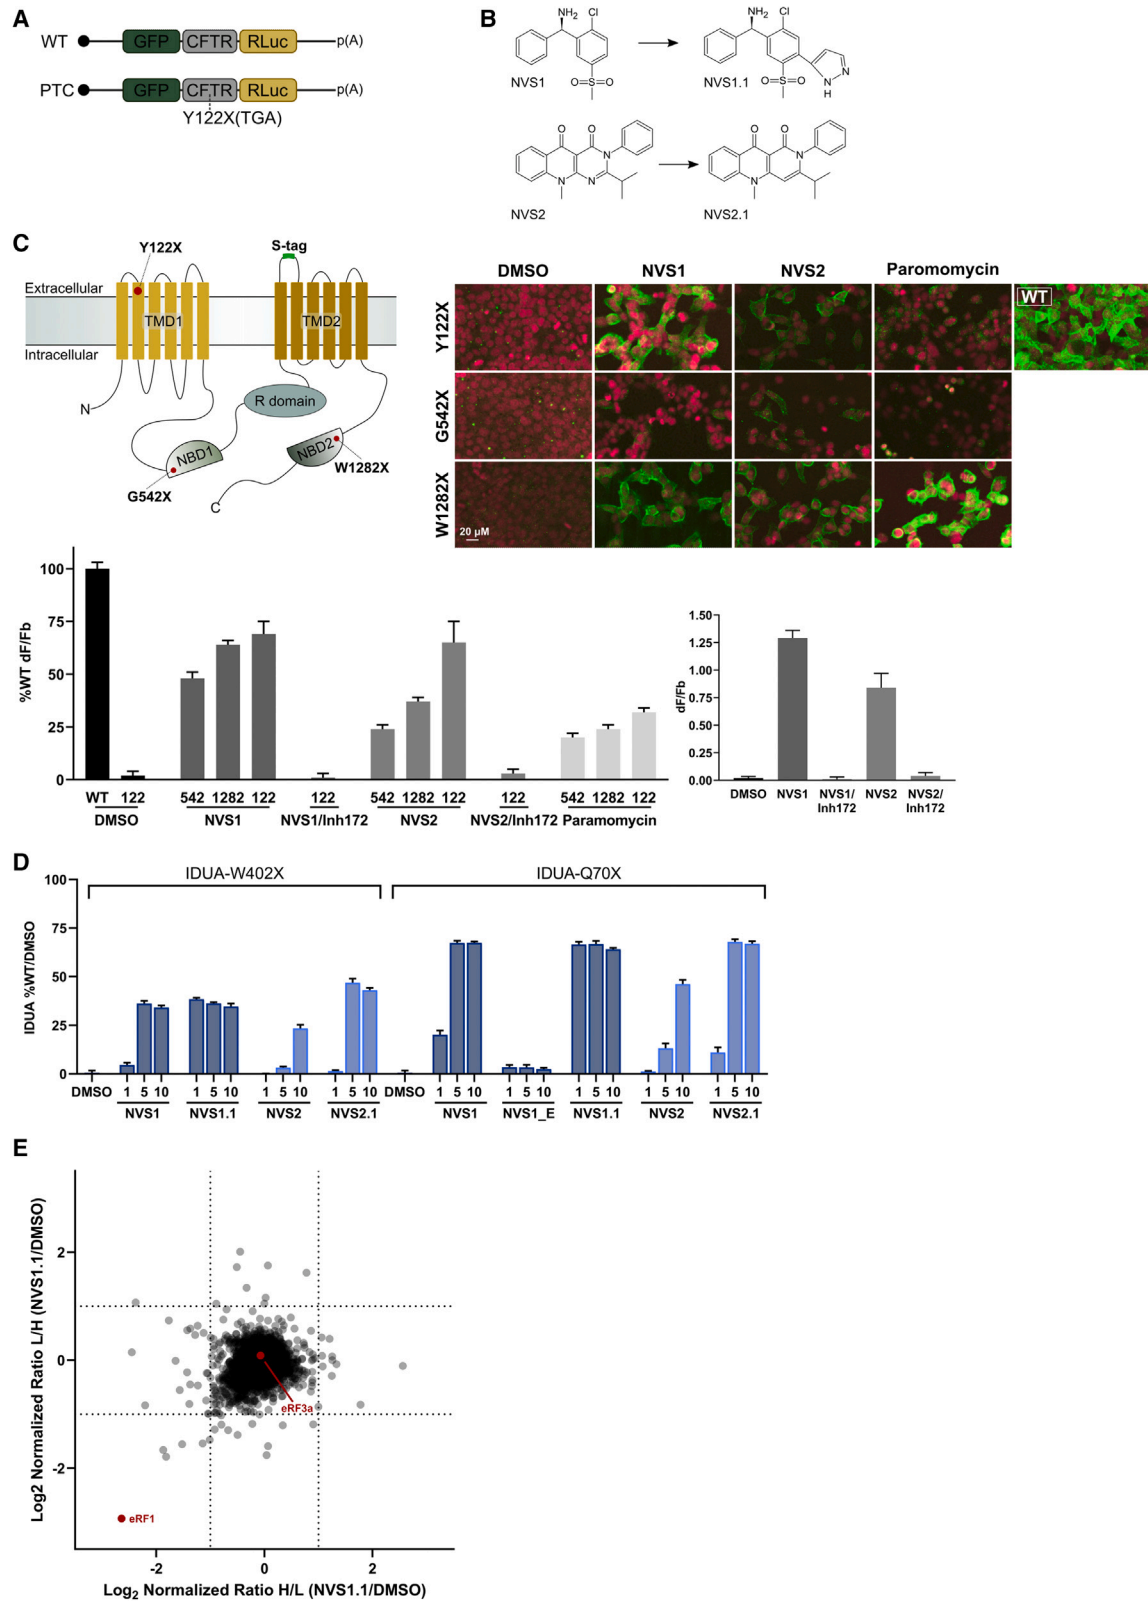 A
WT
GFP
CFTR
RLuc
p(A)
PTC
GFP
CFTR
RLuc
p(A)
Y122X(TGA)
B
NH2
Cl
O=S=O
NVS1
NH2
Cl
O=S=O
N
N
H
NVS1.1
O
O
N
N
N
NVS2
O
O
N
N
NVS2.1
C
Y122X
S-tag
Extracellular
TMD1
TMD2
Intracellular
N
R domain
NBD1
NBD2
G542X
W1282X
C
DMSO
NVS1
NVS2
Paromomycin
Y122X
WT
G542X
W1282X
20 µM
%WT dF/Fb
100
75
50
25
0
WT 122
542 1282 122
122
542 1282 122
122
542 1282 122
DMSO
NVS1
NVS1/Inh172
NVS2
NVS2/Inh172
Paramomycin
dF/Fb
1.50
1.25
1.00
0.75
0.50
0.25
0.00
DMSO
NVS1
NVS1/
Inh172
NVS2
NVS2/
Inh172
D
IDUA-W402X
IDUA-Q70X
IDUA %WT/DMSO
100
75
50
25
0
DMSO
1 5 10
1 5 10
1 5 10
1 5 10
DMSO
1 5 10
1 5 10
1 5 10
1 5 10
1 5 10
NVS1
NVS1.1
NVS2
NVS2.1
NVS1
NVS1_E
NVS1.1
NVS2
NVS2.1
E
Log2 Normalized Ratio L/H (NVS1.1/DMSO)
2
0
-2
eRF3a
eRF1
-2
0
2
Log2 Normalized Ratio H/L (NVS1.1/DMSO)